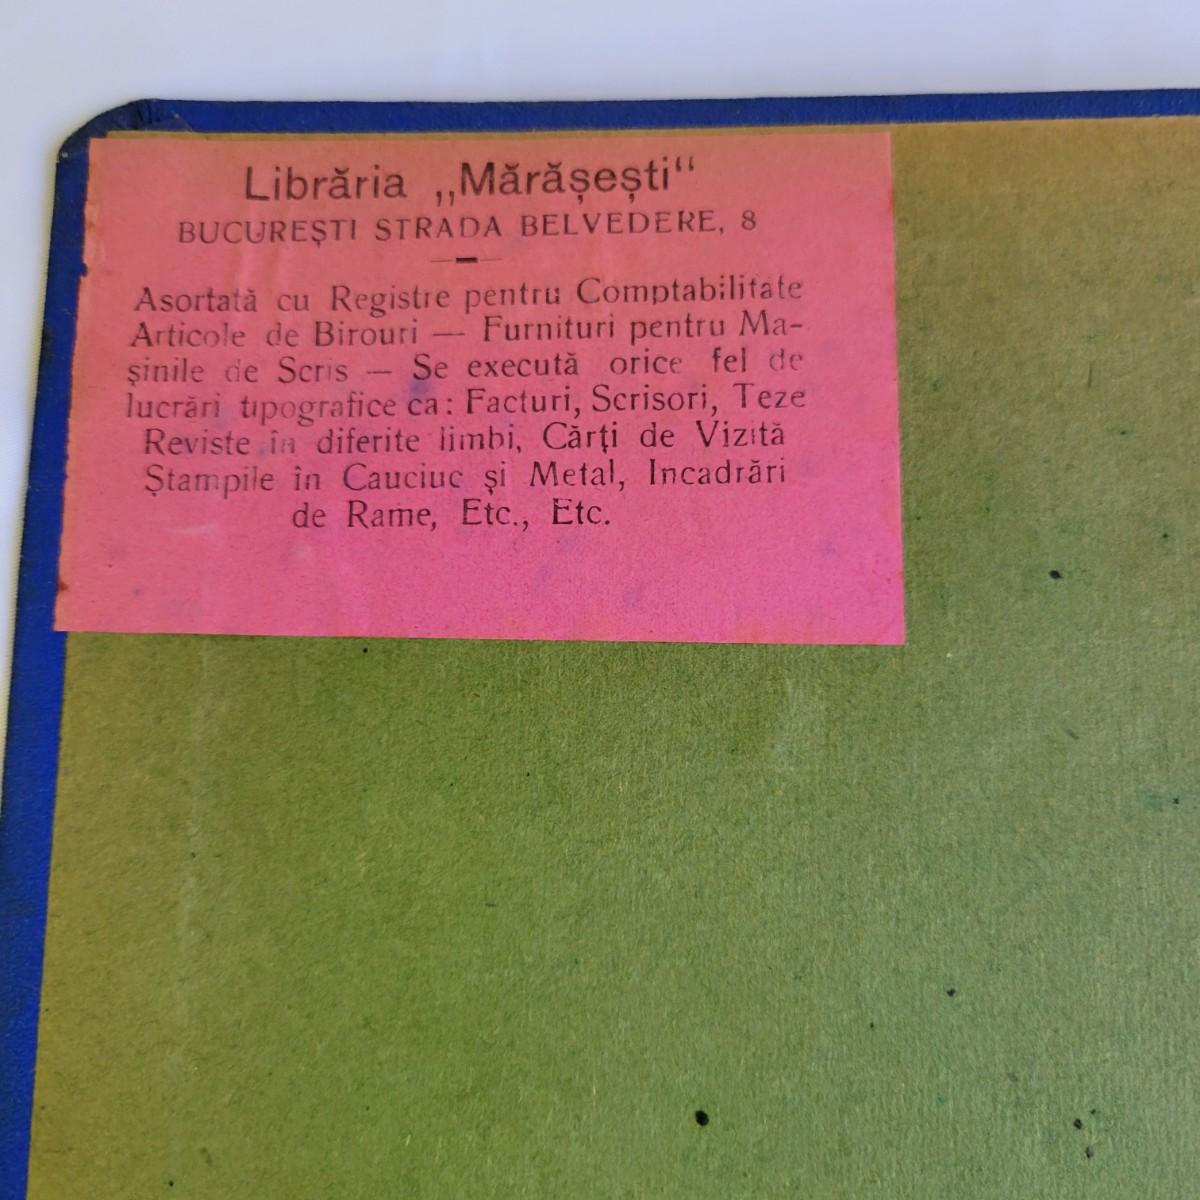 Librăria „Mărășești“
BUCUREȘTI STRADA BELVEDERE, 8
Asortată cu Registre pentru Comptabilitate
Articole de Birouri — Furnituri pentru Ma-
șinile de Scris — Se execută orice fel de
lucrări tipografice ca: Facturi, Scrisori, Teze
Reviste în diferite limbi, Cărți de Vizită
Ștampile în Cauciuc și Metal, Incadrări
de Rame, Etc., Etc.